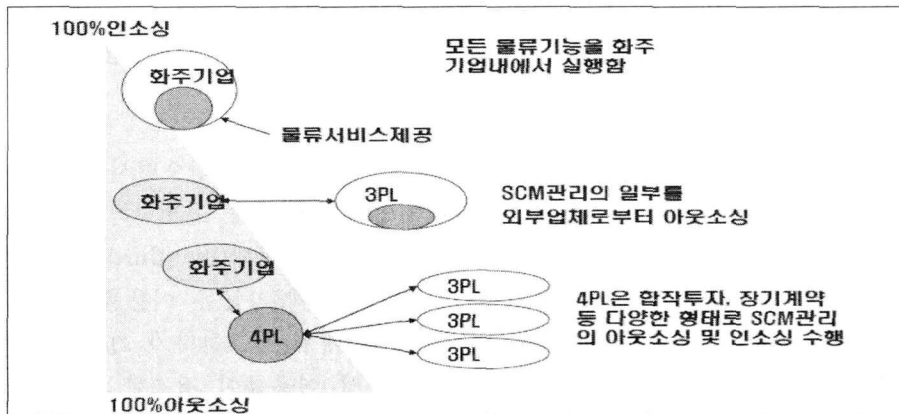 100%인소싱
모든 물류기능을 화주
기업내에서 실행함
화주기업
물류서비스제공
화주기업
3PL
SCM관리의 일부를
외부업체로부터 아웃소싱
화주기업
3PL
4PL
3PL
3PL
4PL은 합작투자, 장기계약
등 다양한 형태로 SCM관리
의 아웃소싱 및 인소싱 수행
100%아웃소싱